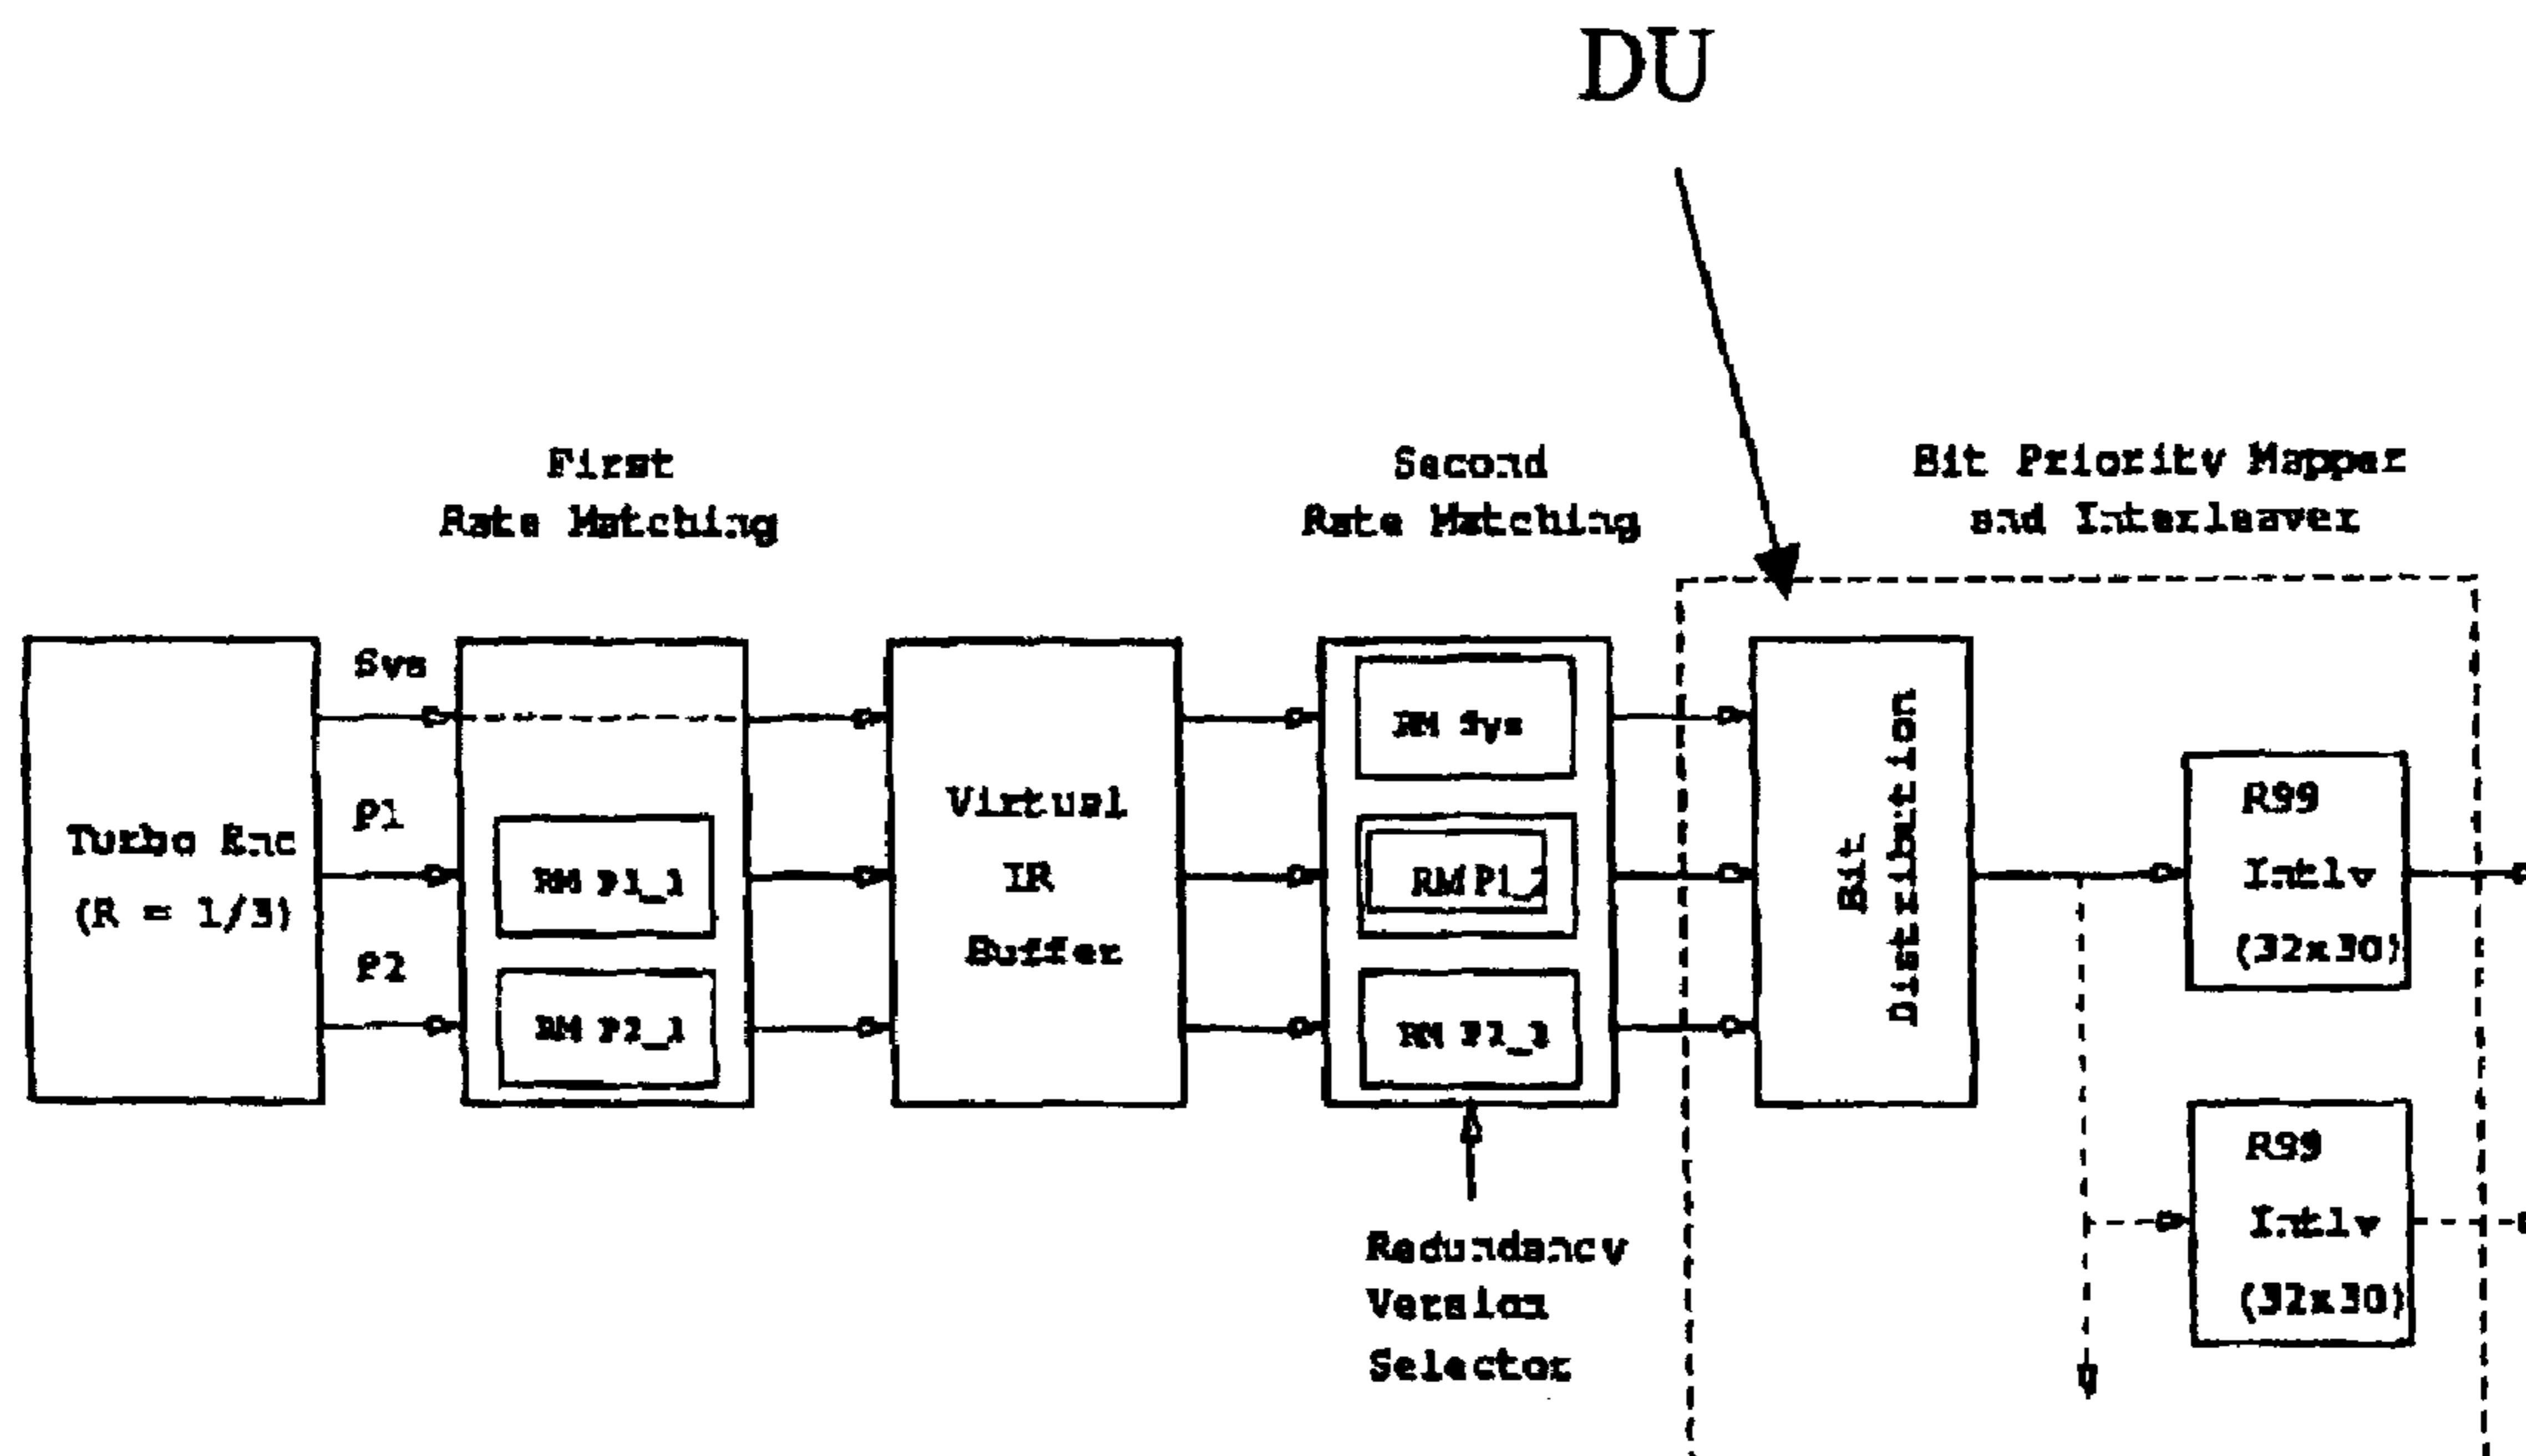 DU
First
Rate Matching
Second
Rate Matching
Bit Priority Mapper
and Interleaver
Sys
P1
P2
Turbo Enc
(R = 1/3)
RM P1_1
RM P2_1
Virtual
IR
Buffer
RM Sys
RM P1_2
RM P2_2
Redundancy
Version
Selector
Bit
Distribution
R99
Intlv
(32x30)
R99
Intlv
(32x30)